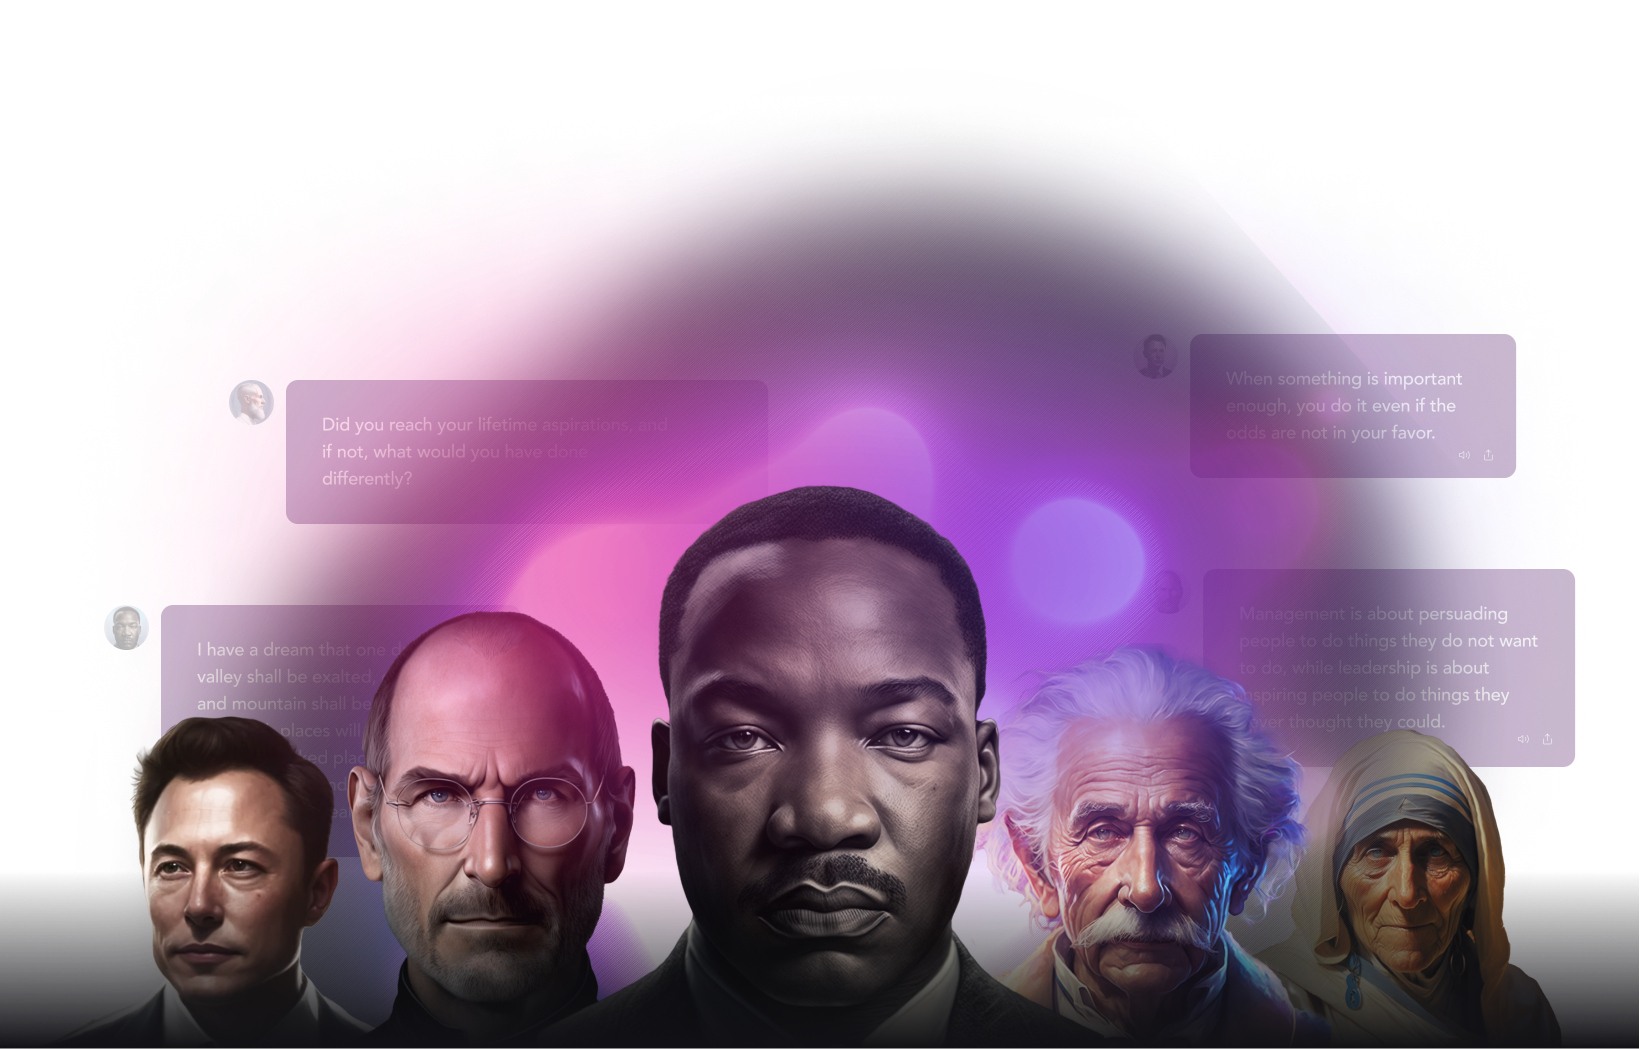 Did you reach your lifetime aspirations, and
if not, what would you have done
differently?
When something is important
enough, you do it even if the
odds are not in your favor.
I have a dream that one d
valley shall be exalted,
and mountain shall be
places will
ked plac
Management is about persuading
people to do things they do not want
to do, while leadership is about
inspiring people to do things they
never thought they could.